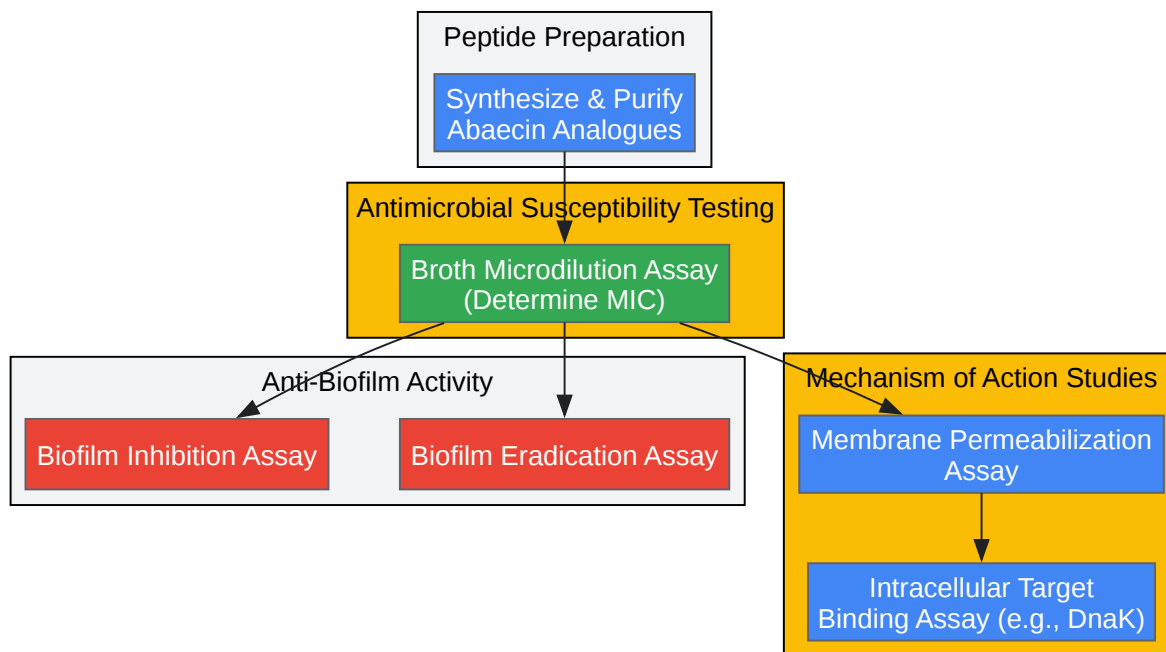 Peptide Preparation
Synthesize & Purify
Abaecin Analogues
Antimicrobial Susceptibility Testing
Broth Microdilution Assay
(Determine MIC)
Anti-Biofilm Activity
Biofilm Inhibition Assay
Biofilm Eradication Assay
Mechanism of Action Studies
Membrane Permeabilization
Assay
Intracellular Target
Binding Assay (e.g., DnaK)